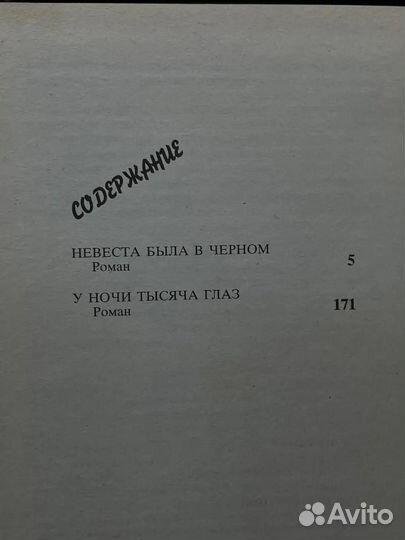 СОДЕРЖАНИЕ
НЕВЕСТА БЫЛА В ЧЕРНОМ 5
Роман
У НОЧИ ТЫСЯЧА ГЛАЗ 171
Роман
Avito